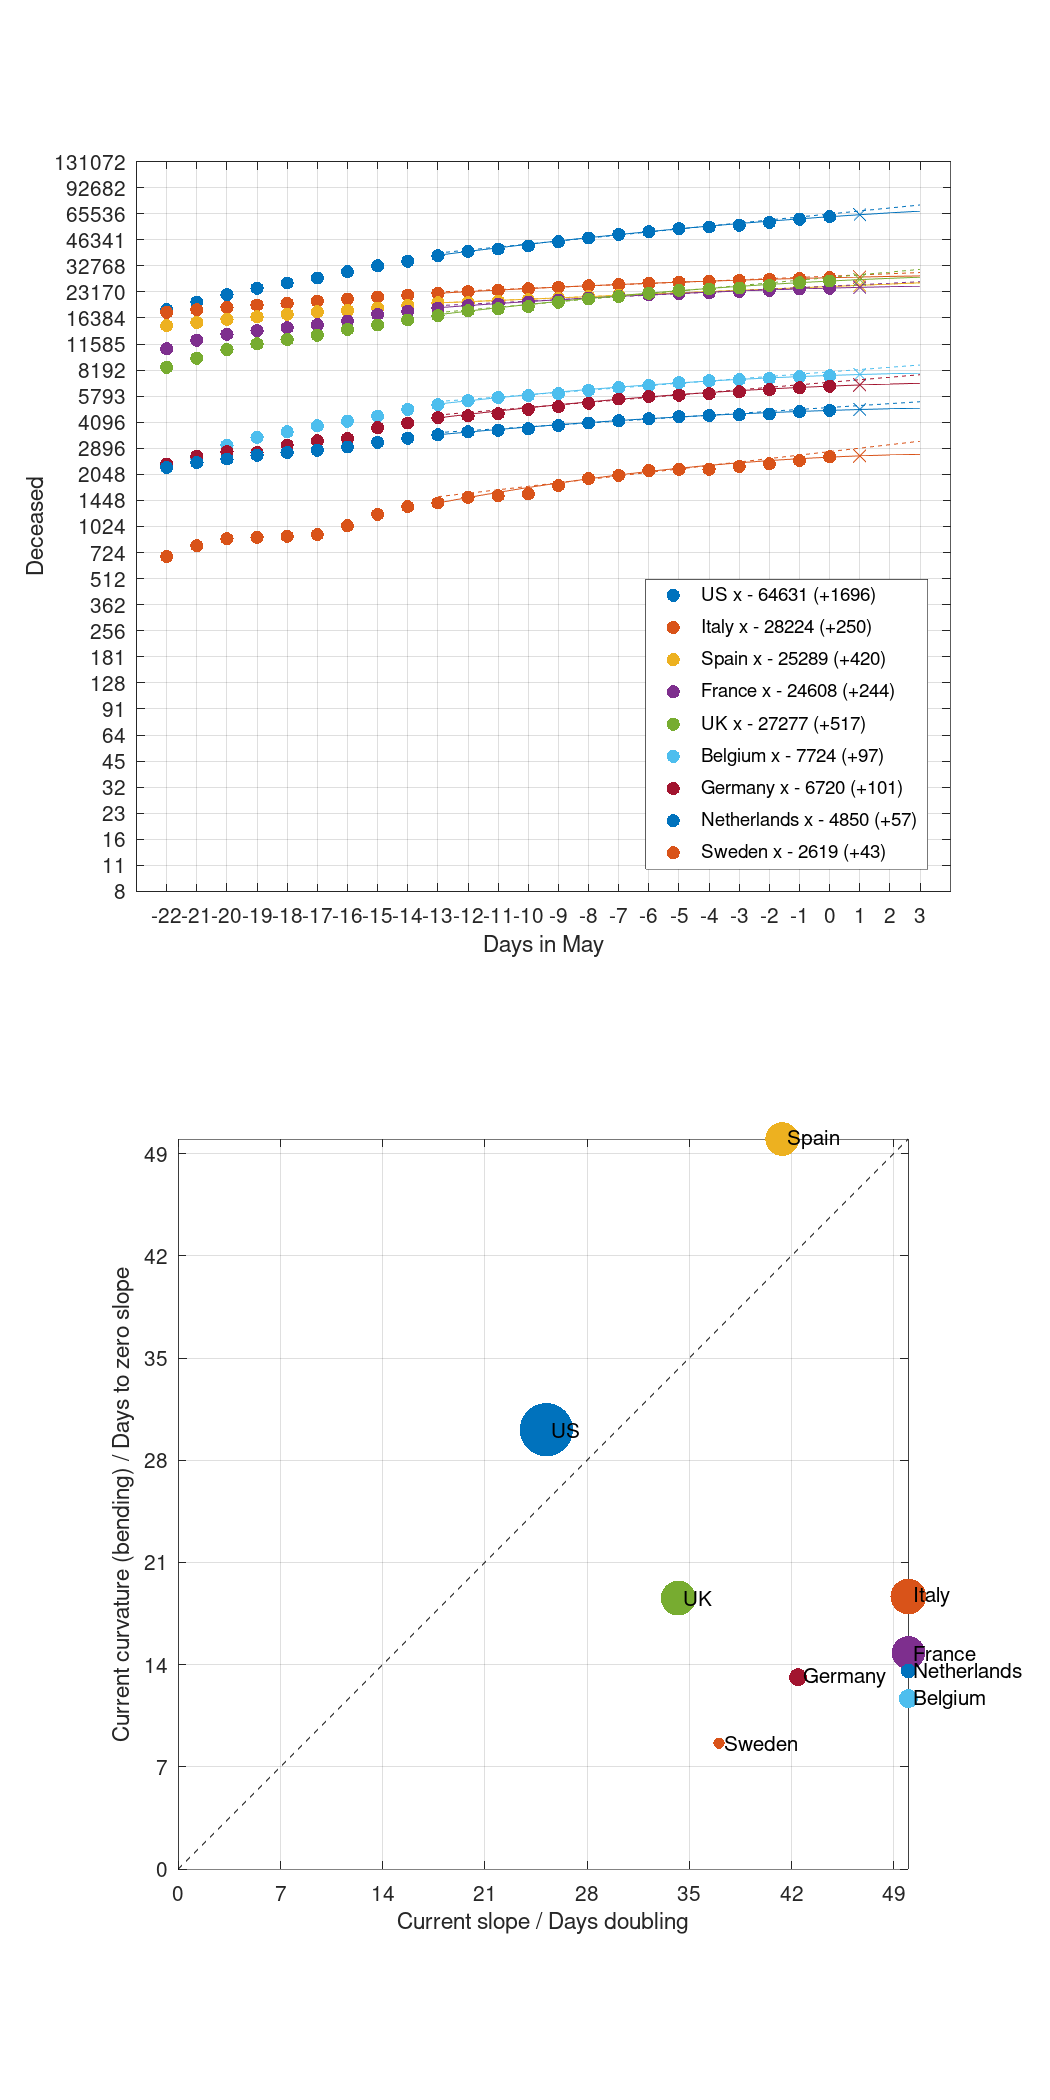 131072
92682
65536
46341
32768
23170
16384
11585
8192
5793
4096
2896
2048
1448
1024
724
512
362
256
181
128
91
64
45
32
23
16
11
8
Deceased
US x - 64631 (+1696)
Italy x - 28224 (+250)
Spain x - 25289 (+420)
France x - 24608 (+244)
UK x - 27277 (+517)
Belgium x - 7724 (+97)
Germany x - 6720 (+101)
Netherlands x - 4850 (+57)
Sweden x - 2619 (+43)
-22 -21 -20 -19 -18 -17 -16 -15 -14 -13 -12 -11 -10 -9 -8 -7 -6 -5 -4 -3 -2 -1 0 1 2 3
Days in May
Spain
49
42
35
US
28
21
Italy
UK
France
14
Netherlands
Germany
Belgium
Sweden
7
0
Current curvature (bending) / Days to zero slope
0 7 14 21 28 35 42 49
Current slope / Days doubling